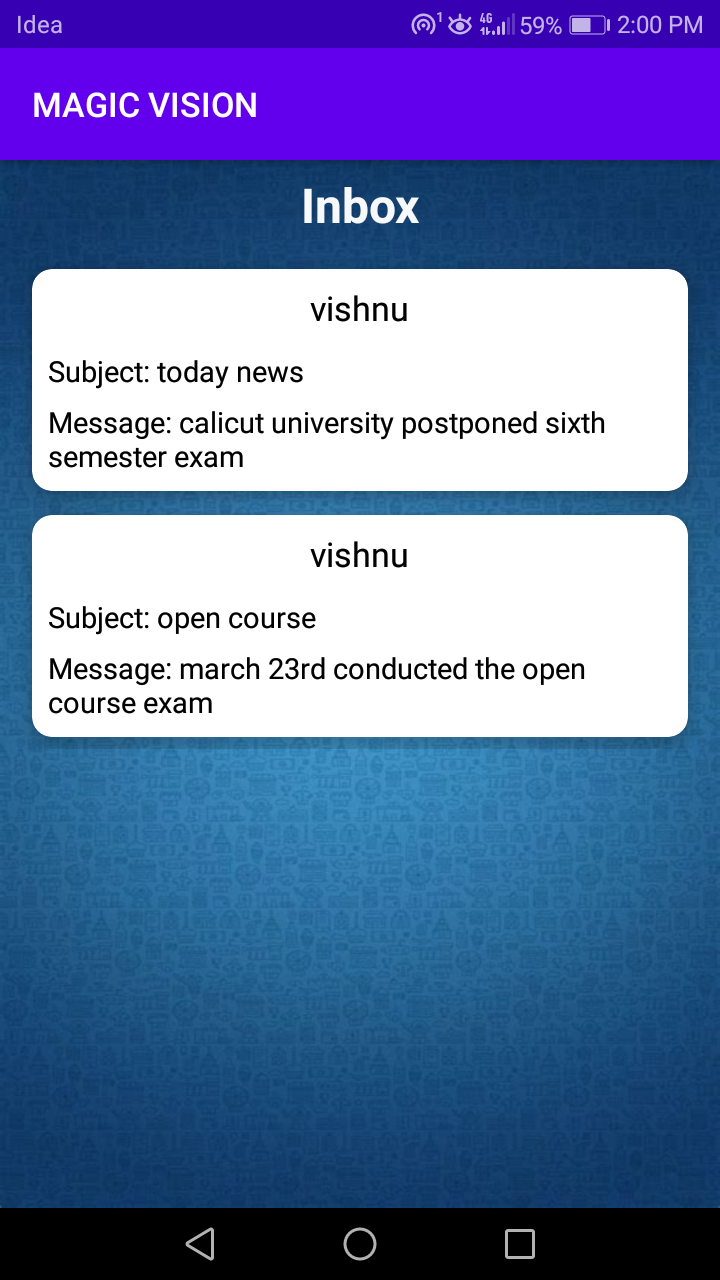 Idea 1 4G 59% 2:00 PM
MAGIC VISION
Inbox
vishnu
Subject: today news
Message: calicut university postponed sixth
semester exam
vishnu
Subject: open course
Message: march 23rd conducted the open
course exam